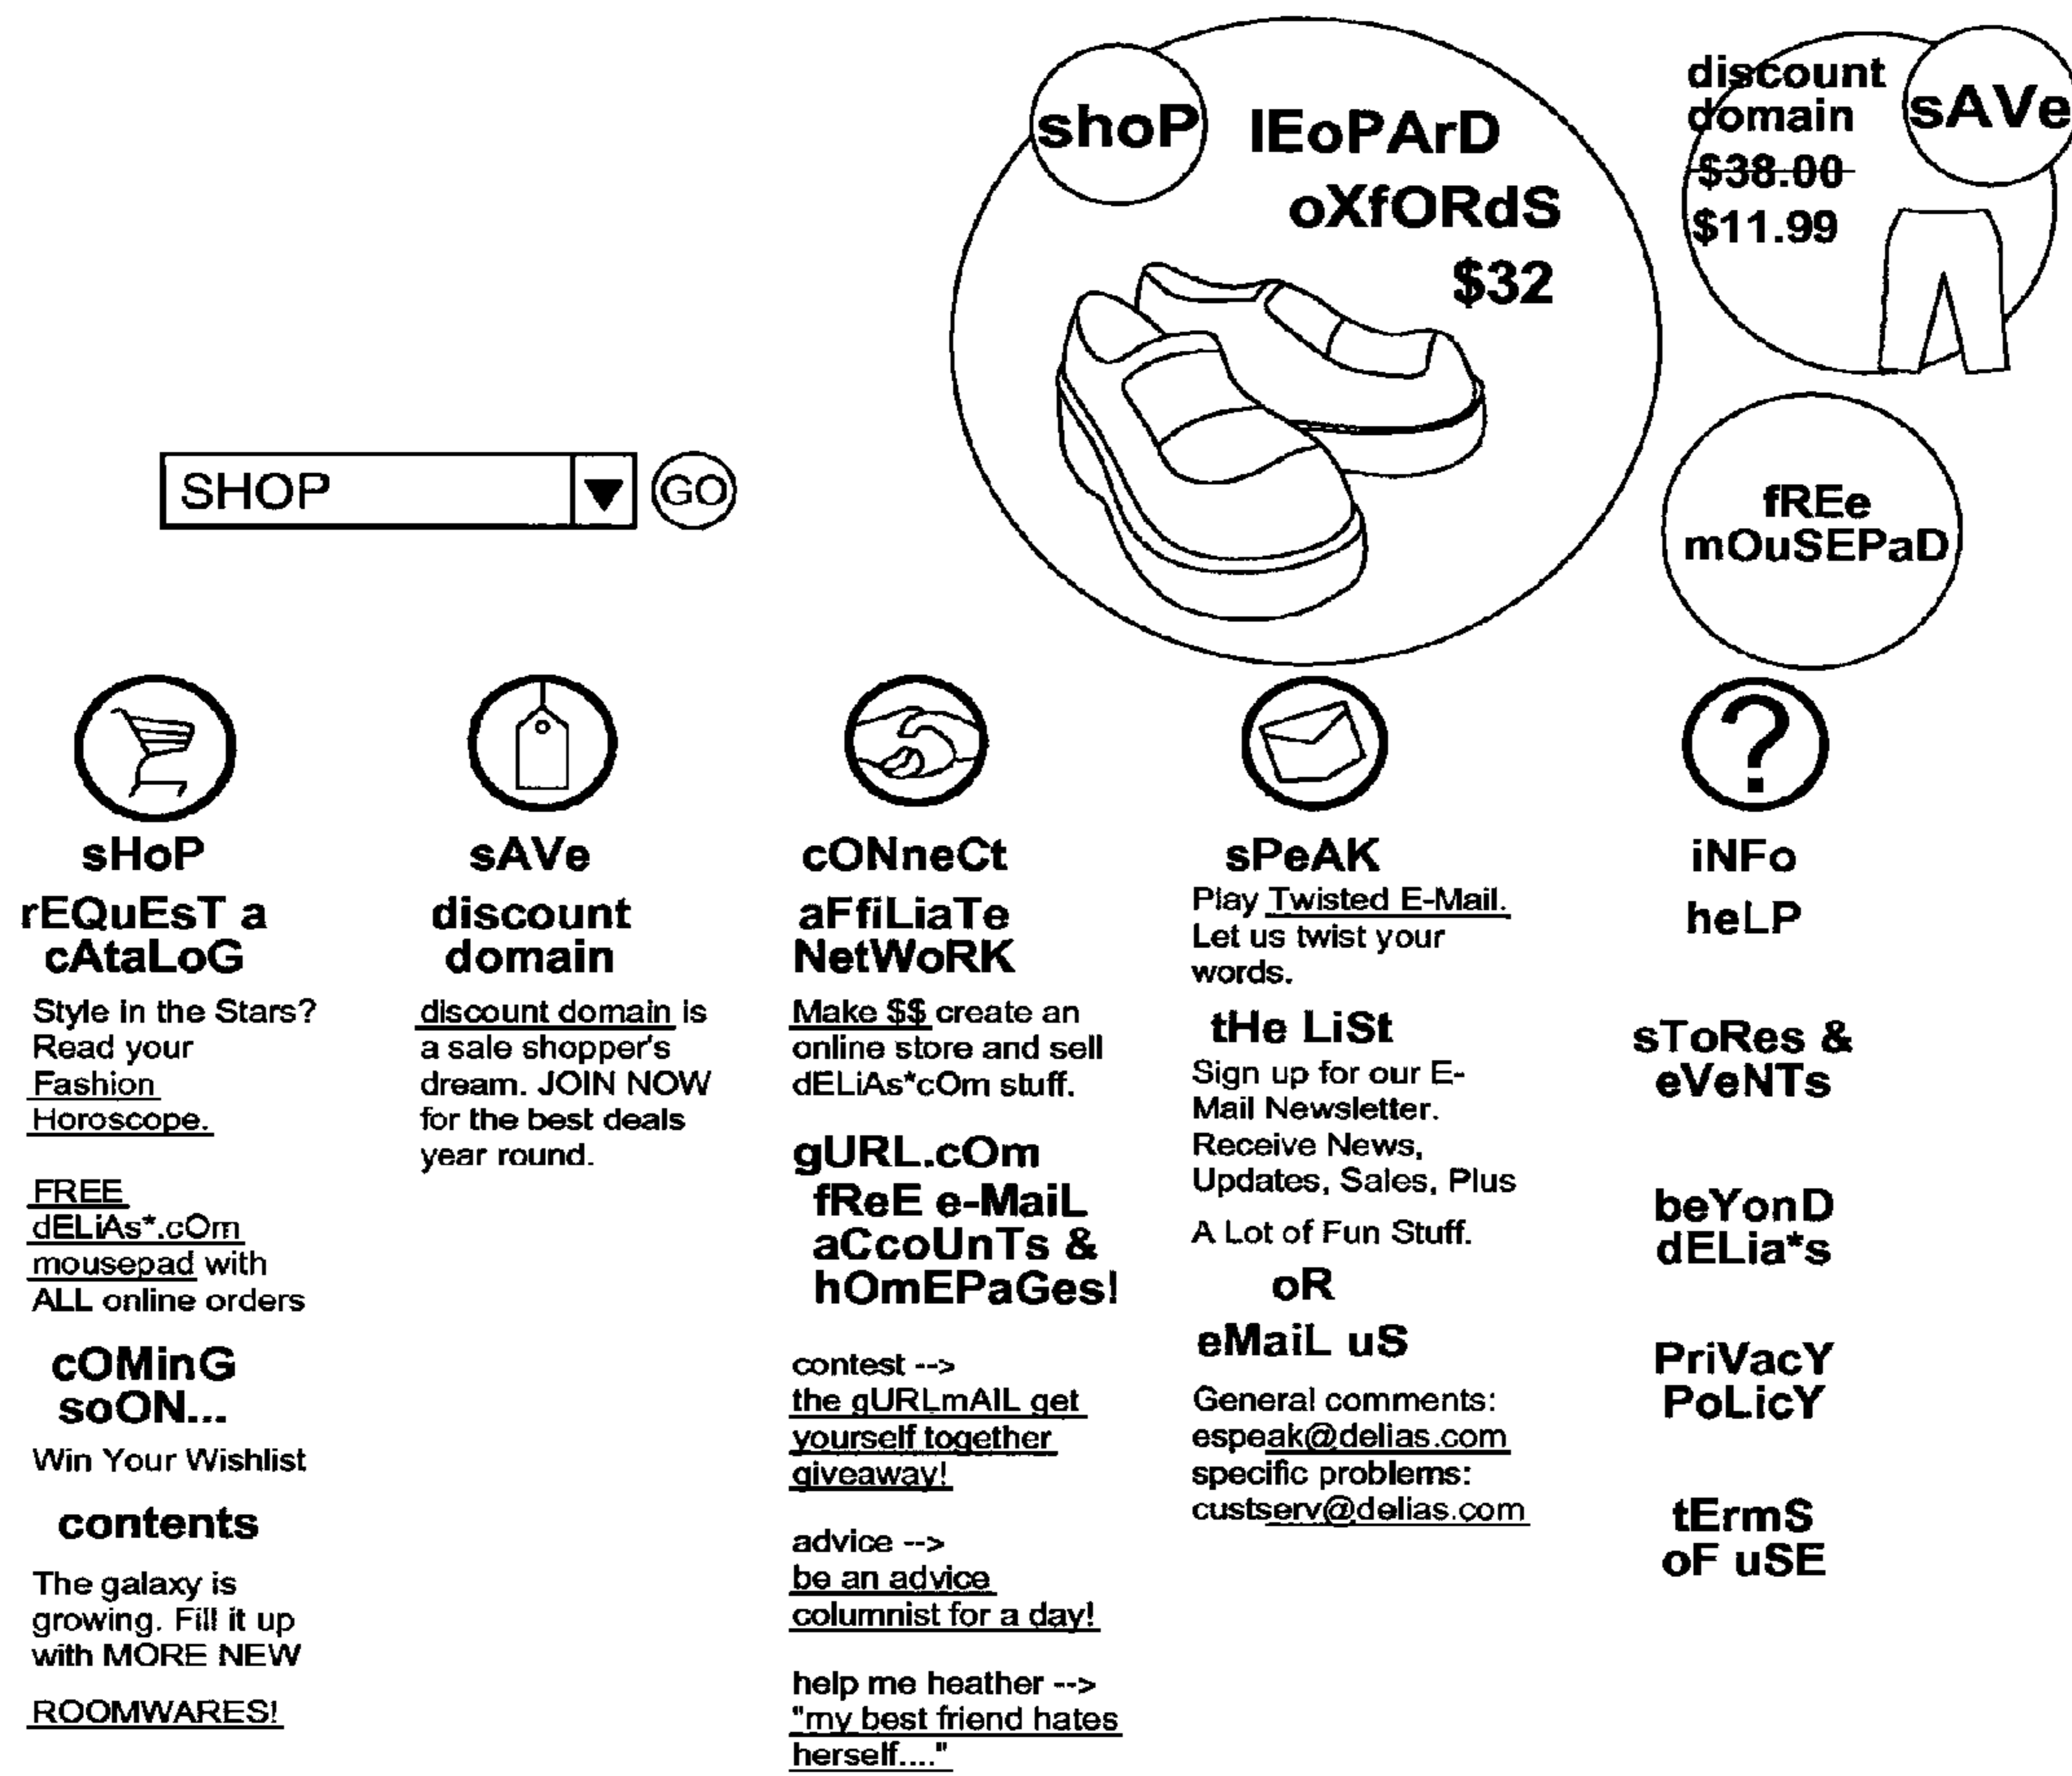 shoP
lEoPArD
oXfORdS
$32
discount
domain
$38.00
$11.99
sAVe
SHOP
GO
fREe
mOuSEPaD
sHoP
rEQuEsT a
cAtaLoG
Style in the Stars?
Read your
Fashion
Horoscope.
FREE
dELiAs*.cOm
mousepad with
ALL online orders
cOMinG
soON...
Win Your Wishlist
contents
The galaxy is
growing. Fill it up
with MORE NEW
ROOMWARES!
sAVe
discount
domain
discount domain is
a sale shopper's
dream. JOIN NOW
for the best deals
year round.
cONneCt
aFfiLiaTe
NetWoRK
Make $$ create an
online store and sell
dELiAs*cOm stuff.
gURL.cOm
fReE e-MaiL
aCcoUnTs &
hOmEPaGes!
contest -->
the gURLmAIL get
yourself together
giveaway!
advice -->
be an advice
columnist for a day!
help me heather -->
"my best friend hates
herself...."
sPeAK
Play Twisted E-Mail.
Let us twist your
words.
tHe LiSt
Sign up for our E-
Mail Newsletter.
Receive News,
Updates, Sales, Plus
A Lot of Fun Stuff.
oR
eMaiL uS
General comments:
espeak@delias.com
specific problems:
custserv@delias.com
?
iNFo
heLP
sToRes &
eVeNTs
beYonD
dELia*s
PriVacY
PoLicY
tErmS
oF uSE